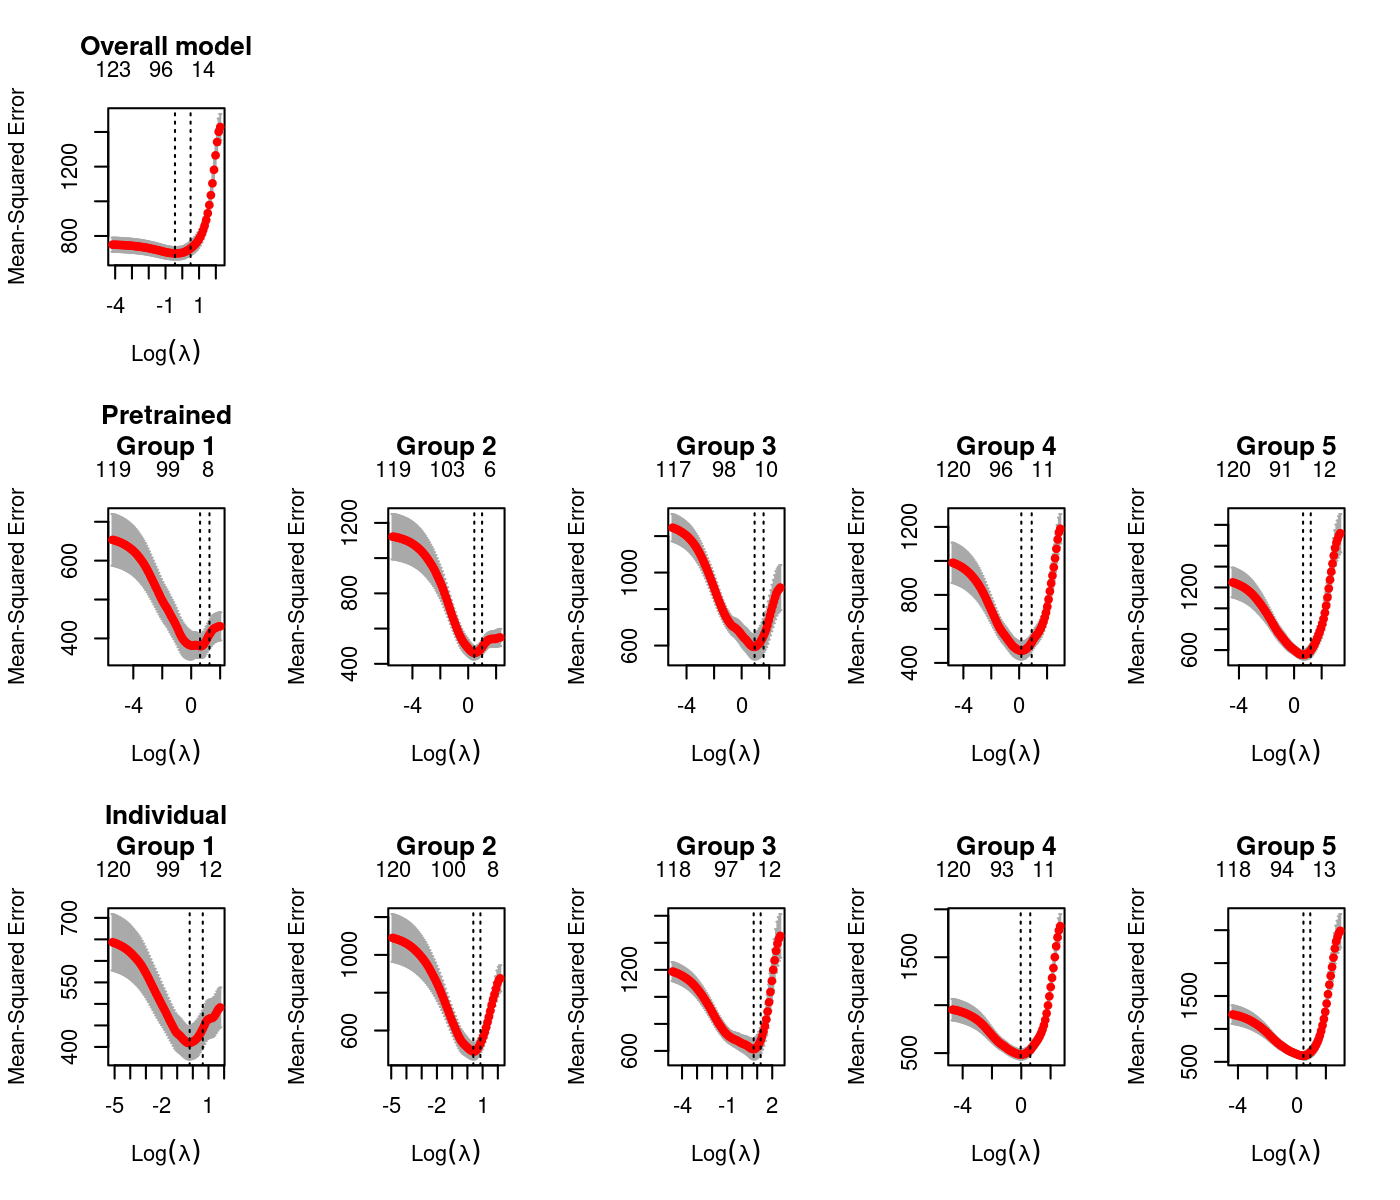 Overall model
123 96 14
Mean-Squared Error
1200
800
-4 -1 1
Log(λ)
Pretrained
Group 1
119 99 8
Mean-Squared Error
600
400
-4 0
Log(λ)
Group 2
119 103 6
Mean-Squared Error
1200
800
400
-4 0
Log(λ)
Group 3
117 98 10
Mean-Squared Error
1000
600
-4 0
Log(λ)
Group 4
120 96 11
Mean-Squared Error
1200
800
400
-4 0
Log(λ)
Group 5
120 91 12
Mean-Squared Error
1200
600
-4 0
Log(λ)
Individual
Group 1
120 99 12
Mean-Squared Error
700
550
400
-5 -2 1
Log(λ)
Group 2
120 100 8
Mean-Squared Error
1000
600
-5 -2 1
Log(λ)
Group 3
118 97 12
Mean-Squared Error
1200
600
-4 -1 2
Log(λ)
Group 4
120 93 11
Mean-Squared Error
1500
500
-4 0
Log(λ)
Group 5
118 94 13
Mean-Squared Error
1500
500
-4 0
Log(λ)